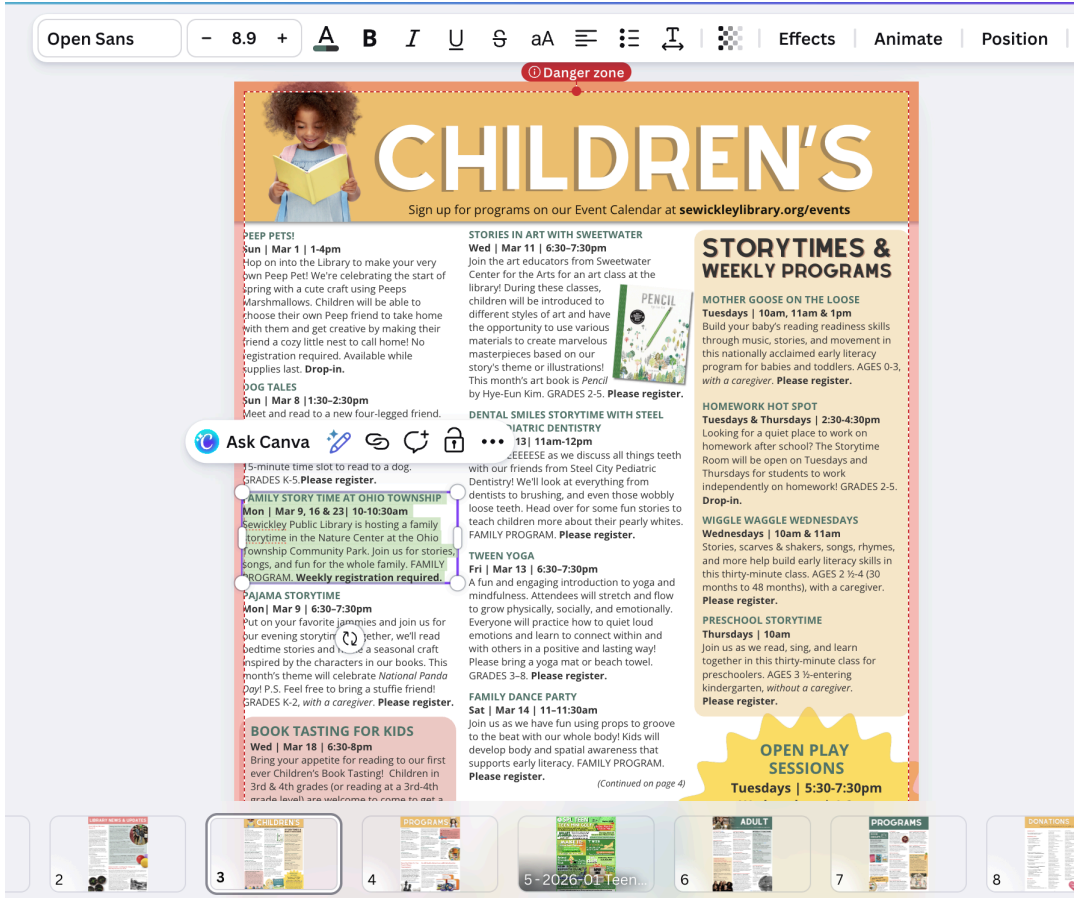 Open Sans
– 8.9 +
A B I U S aA
Effects
Animate
Position
Danger zone
CHILDREN'S
Sign up for programs on our Event Calendar at sewickleylibrary.org/events
PEEP PETS!
Sun | Mar 1 | 1-4pm
Hop on into the Library to make your very
own Peep Pet! We're celebrating the start of
spring with a cute craft using Peeps
Marshmallows. Children will be able to
choose their own Peep friend to take home
with them and get creative by making their
friend a cozy little nest to call home! No
registration required. Available while
supplies last. Drop-in.
DOG TALES
Sun | Mar 8 |1:30–2:30pm
Meet and read to a new four-legged friend.
Ask Canva
15-minute time slot to read to a dog.
GRADES K-5.Please register.
FAMILY STORY TIME AT OHIO TOWNSHIP
Mon | Mar 9, 16 & 23| 10-10:30am
Sewickley Public Library is hosting a family
storytime in the Nature Center at the Ohio
Township Community Park. Join us for stories,
songs, and fun for the whole family. FAMILY
PROGRAM. Weekly registration required.
PAJAMA STORYTIME
Mon| Mar 9 | 6:30–7:30pm
Put on your favorite jammies and join us for
our evening storytime together, we'll read
bedtime stories and a seasonal craft
inspired by the characters in our books. This
month's theme will celebrate National Panda
Day! P.S. Feel free to bring a stuffie friend!
GRADES K-2, with a caregiver. Please register.
BOOK TASTING FOR KIDS
Wed | Mar 18 | 6:30-8pm
Bring your appetite for reading to our first
ever Children's Book Tasting! Children in
3rd & 4th grades (or reading at a 3rd-4th
grade level) are welcome to come to get a
STORIES IN ART WITH SWEETWATER
Wed | Mar 11 | 6:30–7:30pm
Join the art educators from Sweetwater
Center for the Arts for an art class at the
library! During these classes,
children will be introduced to
different styles of art and have
the opportunity to use various
materials to create marvelous
masterpieces based on our
story's theme or illustrations!
This month's art book is Pencil
by Hye-Eun Kim. GRADES 2-5. Please register.
PENCIL
DENTAL SMILES STORYTIME WITH STEEL
DIATRIC DENTISTRY
13| 11am-12pm
EEEEESE as we discuss all things teeth
with our friends from Steel City Pediatric
Dentistry! We'll look at everything from
dentists to brushing, and even those wobbly
loose teeth. Head over for some fun stories to
teach children more about their pearly whites.
FAMILY PROGRAM. Please register.
TWEEN YOGA
Fri | Mar 13 | 6:30–7:30pm
A fun and engaging introduction to yoga and
mindfulness. Attendees will stretch and flow
to grow physically, socially, and emotionally.
Everyone will practice how to quiet loud
emotions and learn to connect within and
with others in a positive and lasting way!
Please bring a yoga mat or beach towel.
GRADES 3–8. Please register.
FAMILY DANCE PARTY
Sat | Mar 14 | 11–11:30am
Join us as we have fun using props to groove
to the beat with our whole body! Kids will
develop body and spatial awareness that
supports early literacy. FAMILY PROGRAM.
Please register.
(Continued on page 4)
STORYTIMES &
WEEKLY PROGRAMS
MOTHER GOOSE ON THE LOOSE
Tuesdays | 10am, 11am & 1pm
Build your baby's reading readiness skills
through music, stories, and movement in
this nationally acclaimed early literacy
program for babies and toddlers. AGES 0-3,
with a caregiver. Please register.
HOMEWORK HOT SPOT
Tuesdays & Thursdays | 2:30-4:30pm
Looking for a quiet place to work on
homework after school? The Storytime
Room will be open on Tuesdays and
Thursdays for students to work
independently on homework! GRADES 2-5.
Drop-in.
WIGGLE WAGGLE WEDNESDAYS
Wednesdays | 10am & 11am
Stories, scarves & shakers, songs, rhymes,
and more help build early literacy skills in
this thirty-minute class. AGES 2 ½-4 (30
months to 48 months), with a caregiver.
Please register.
PRESCHOOL STORYTIME
Thursdays | 10am
Join us as we read, sing, and learn
together in this thirty-minute class for
preschoolers. AGES 3 ½-entering
kindergarten, without a caregiver.
Please register.
OPEN PLAY
SESSIONS
Tuesdays | 5:30-7:30pm
2
LIBRARY NEWS & UPDATES
3
CHILDREN'S
4
PROGRAMS
5 - 2026-01 Teen...
6
ADULT
7
PROGRAMS
8
DONATIONS